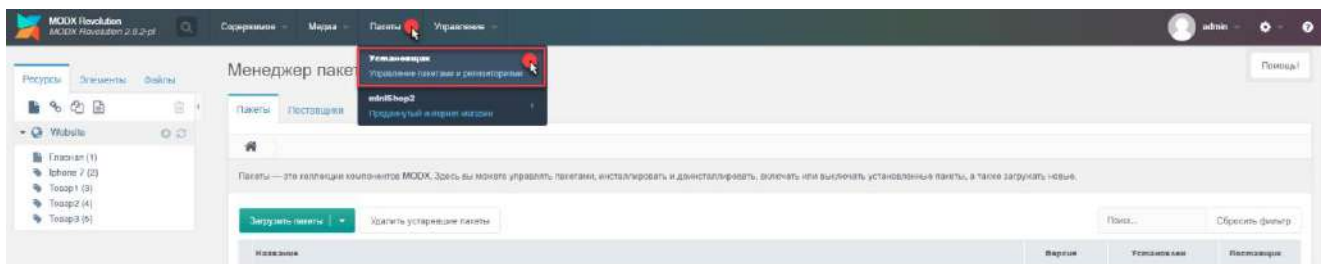 MODX Revolution
MODX Revolution 2.8.2-pl
Содержимое
Медиа
Пакеты
Управление
admin
Установщик
Управление пакетами и репозиториями
miniShop2
Продвинутый интернет магазин
Ресурсы
Элементы
Файлы
Менеджер пакет
Помощь!
Пакеты
Поставщики
Website
Главная (1)
Iphone 7 (2)
Товар1 (3)
Товар2 (4)
Товар3 (5)
Пакеты — это коллекции компонентов MODX. Здесь вы можете управлять пакетами, инсталлировать и деинсталлировать, включать или выключать установленные пакеты, а также загружать новые.
Загрузить пакеты
Удалить устаревшие пакеты
Поиск...
Сбросить фильтр
Название
Версия
Установлен
Поставщик